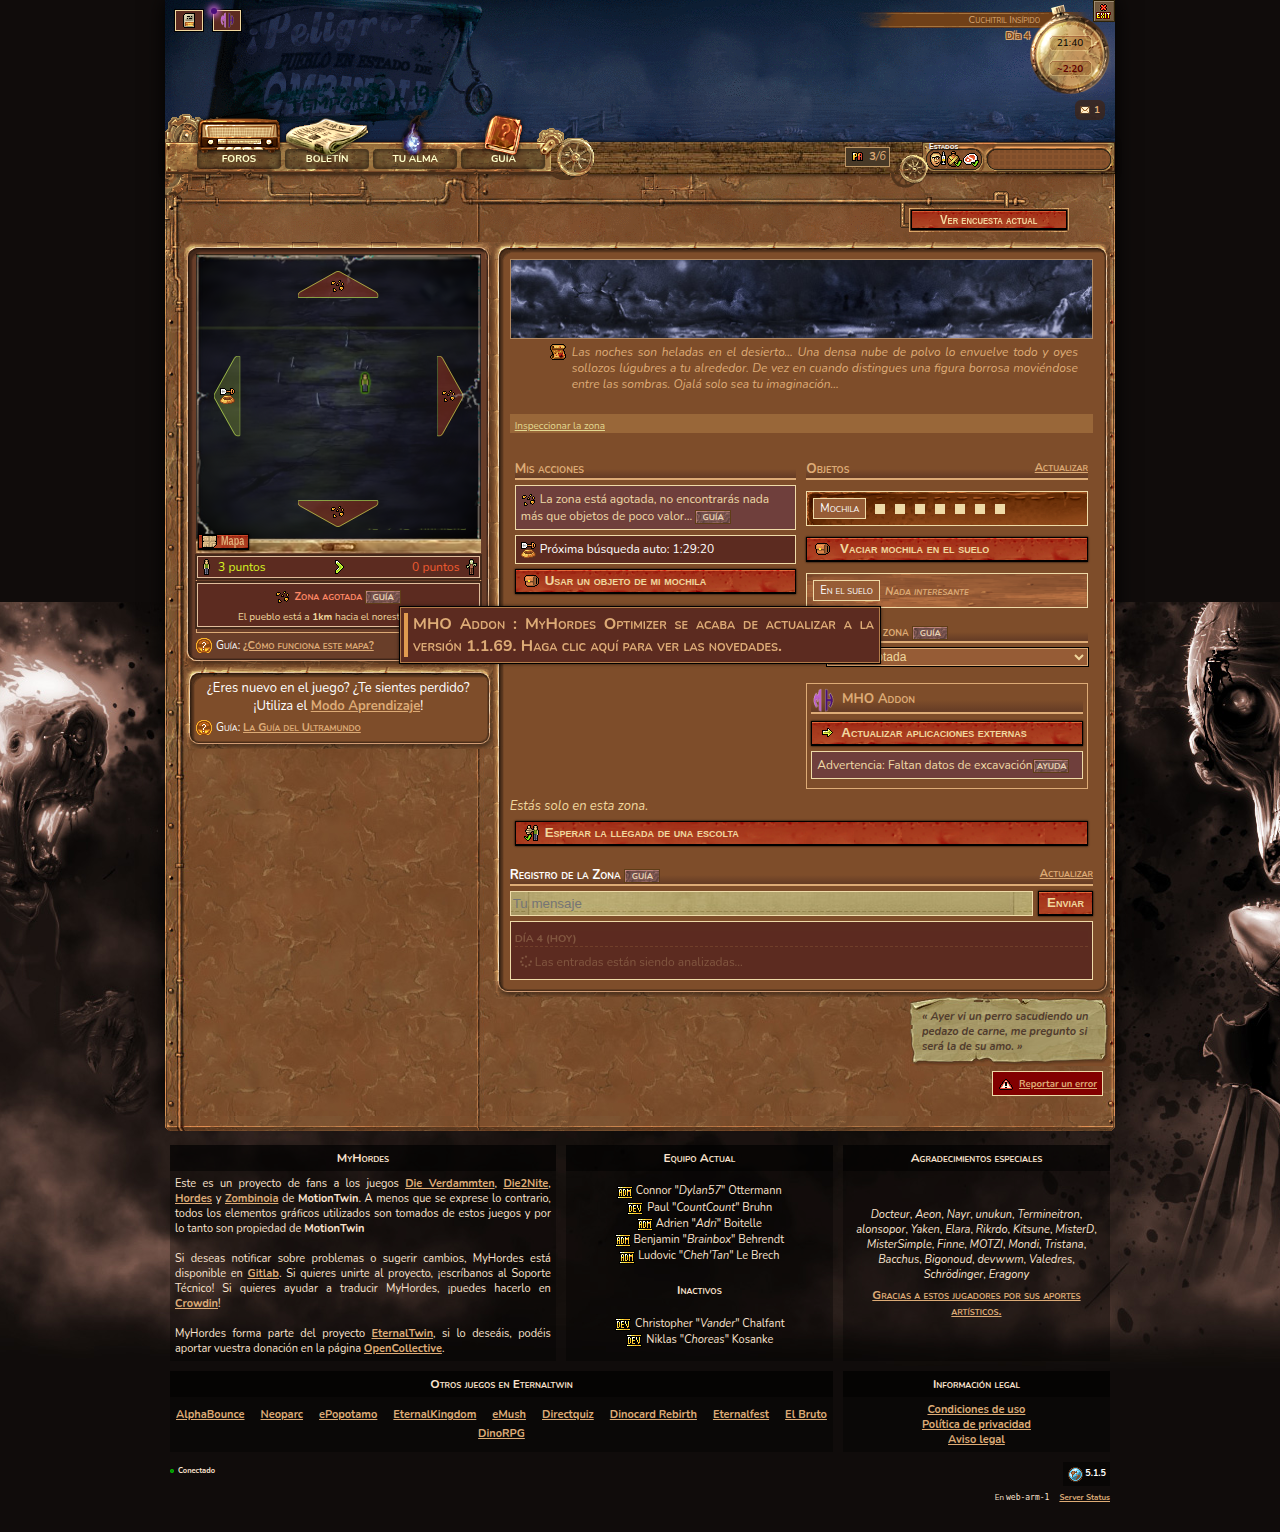 Cuchitril Insípido
EXIT
Día 4
21:40
~2:20
1
FOROS
BOLETÍN
TU ALMA
GUÍA
PA 3/6
Estados
Ver encuesta actual
Las noches son heladas en el desierto... Una densa nube de polvo lo envuelve todo y oyes
sollozos lúgubres a tu alrededor. De vez en cuando distingues una figura borrosa moviéndose
entre las sombras. Ojalá solo sea tu imaginación...
Inspeccionar la zona
Mis acciones
Objetos
Actualizar
La zona está agotada, no encontrarás nada
más que objetos de poco valor... GUÍA
Mochila
Próxima búsqueda auto: 1:29:20
Mapa
Vaciar mochila en el suelo
3 puntos
0 puntos
Usar un objeto de mi mochila
Zona agotada GUÍA
En el suelo Nada interesante
El pueblo está a 1km hacia el norest
MHO Addon : MyHordes Optimizer se acaba de actualizar a la
versión 1.1.69. Haga clic aquí para ver las novedades.
zona GUÍA
Guía: ¿Cómo funciona este mapa?
tada
¿Eres nuevo en el juego? ¿Te sientes perdido?
¡Utiliza el Modo Aprendizaje!
Guía: La Guía del Ultramundo
MHO Addon
Actualizar aplicaciones externas
Advertencia: Faltan datos de excavación AYUDA
Estás solo en esta zona.
Esperar la llegada de una escolta
Registro de la Zona GUÍA
Actualizar
Tu mensaje
Enviar
DÍA 4 (HOY)
Las entradas están siendo analizadas...
« Ayer vi un perro sacudiendo un
pedazo de carne, me pregunto si
será la de su amo. »
Reportar un error
MyHordes
Este es un proyecto de fans a los juegos Die Verdammten, Die2Nite,
Hordes y Zombinoia de MotionTwin. A menos que se exprese lo contrario,
todos los elementos gráficos utilizados son tomados de estos juegos y por
lo tanto son propiedad de MotionTwin
Si deseas notificar sobre problemas o sugerir cambios, MyHordes está
disponible en Gitlab. Si quieres unirte al proyecto, ¡escríbanos al Soporte
Técnico! Si quieres ayudar a traducir MyHordes, ¡puedes hacerlo en
Crowdin!
MyHordes forma parte del proyecto EternalTwin, si lo deseáis, podéis
aportar vuestra donación en la página OpenCollective.
Equipo Actual
ADM Connor "Dylan57" Ottermann
DEV Paul "CountCount" Bruhn
ADM Adrien "Adri" Boitelle
ADM Benjamin "Brainbox" Behrendt
ADM Ludovic "Cheh'Tan" Le Brech
Inactivos
DEV Christopher "Vander" Chalfant
DEV Niklas "Choreas" Kosanke
Agradecimientos especiales
Docteur, Aeon, Nayr, unukun, Termineitron,
alonsopor, Yaken, Elara, Rikrdo, Kitsune, MisterD,
MisterSimple, Finne, MOTZI, Mondi, Tristana,
Bacchus, Bigonoud, devwwm, Valedres,
Schrödinger, Eragony
Gracias a estos jugadores por sus aportes
artísticos.
Otros juegos en Eternaltwin
AlphaBounce Neoparc ePopotamo EternalKingdom eMush Directquiz Dinocard Rebirth Eternalfest El Bruto
DinoRPG
Información legal
Condiciones de uso
Política de privacidad
Aviso legal
Conectado
5.1.5
En web-arm-1 Server Status